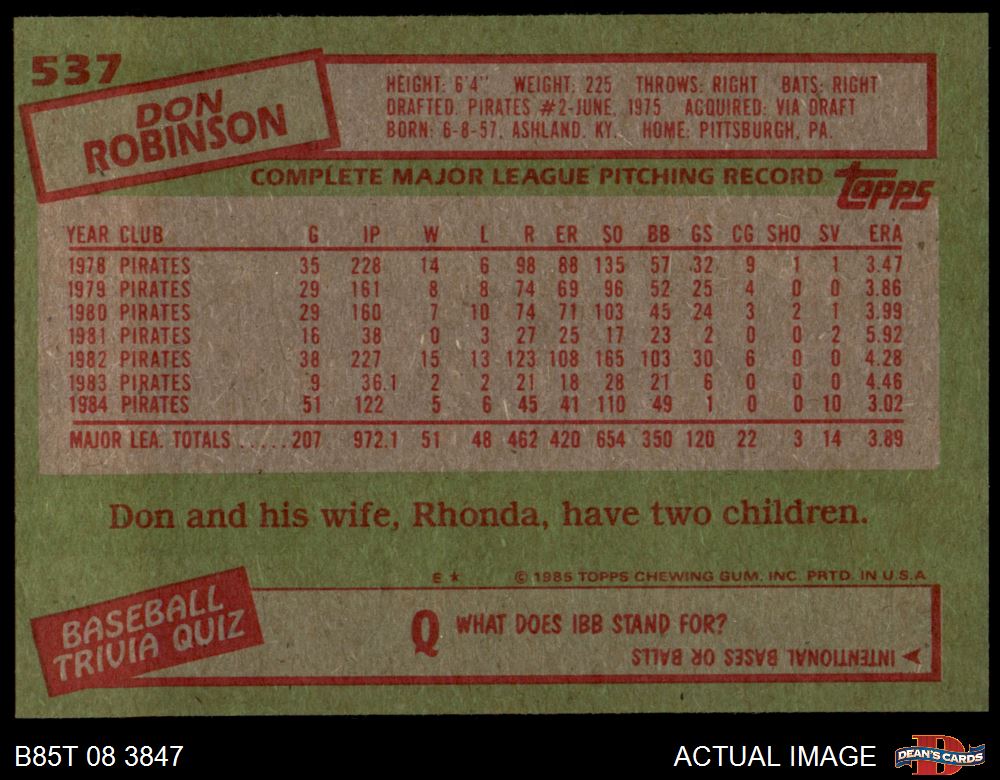 537
DON
ROBINSON
HEIGHT: 6'4" WEIGHT: 225 THROWS: RIGHT BATS: RIGHT
DRAFTED: PIRATES #2-JUNE, 1975 ACQUIRED: VIA DRAFT
BORN: 6-8-57, ASHLAND, KY. HOME: PITTSBURGH, PA.
COMPLETE MAJOR LEAGUE PITCHING RECORD
topps
YEAR CLUB G IP W L R ER SO BB GS CG SHO SV ERA
1978 PIRATES 35 228 14 6 98 88 135 57 32 9 1 1 3.47
1979 PIRATES 29 161 8 8 74 69 96 52 25 4 0 0 3.86
1980 PIRATES 29 160 7 10 74 71 103 45 24 3 2 1 3.99
1981 PIRATES 16 38 0 3 27 25 17 23 2 0 0 2 5.92
1982 PIRATES 38 227 15 13 123 108 165 103 30 6 0 0 4.28
1983 PIRATES 9 36.1 2 2 21 18 28 21 6 0 0 0 4.46
1984 PIRATES 51 122 5 6 45 41 110 49 1 0 0 10 3.02
MAJOR LEA. TOTALS ..... 207 972.1 51 48 462 420 654 350 120 22 3 14 3.89
Don and his wife, Rhonda, have two children.
E ★ © 1985 TOPPS CHEWING GUM, INC. PRTD. IN U.S.A.
BASEBALL
TRIVIA QUIZ
Q WHAT DOES IBB STAND FOR?
INTENTIONAL BASES OR BALLS
B85T 08 3847
ACTUAL IMAGE
D
DEAN'S CARDS